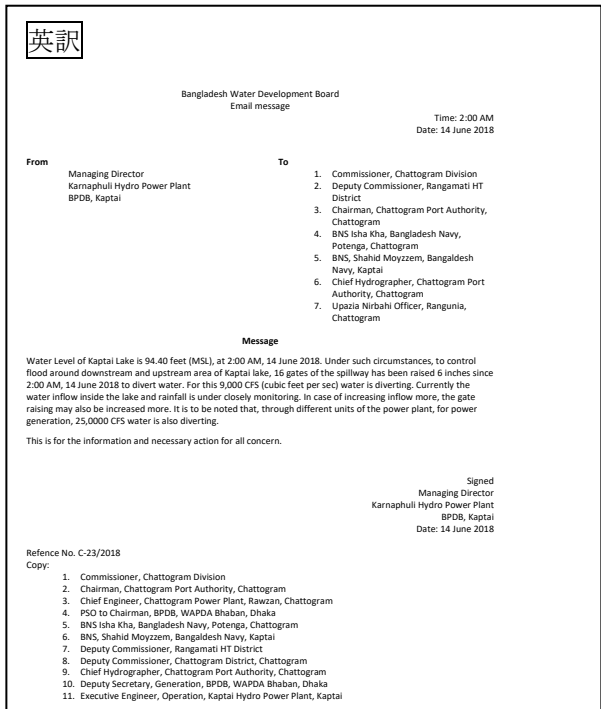 英訳
Bangladesh Water Development Board
Email message
Time: 2:00 AM
Date: 14 June 2018
From
Managing Director
Karnaphuli Hydro Power Plant
BPDB, Kaptai
To
1. Commissioner, Chattogram Division
2. Deputy Commissioner, Rangamati HT
District
3. Chairman, Chattogram Port Authority,
Chattogram
4. BNS Isha Kha, Bangladesh Navy,
Potenga, Chattogram
5. BNS, Shahid Moyzzem, Bangaldesh
Navy, Kaptai
6. Chief Hydrographer, Chattogram Port
Authority, Chattogram
7. Upazia Nirbahi Officer, Rangunia,
Chattogram
Message
Water Level of Kaptai Lake is 94.40 feet (MSL), at 2:00 AM, 14 June 2018. Under such circumstances, to control
flood around downstream and upstream area of Kaptai lake, 16 gates of the spillway has been raised 6 inches since
2:00 AM, 14 June 2018 to divert water. For this 9,000 CFS (cubic feet per sec) water is diverting. Currently the
water inflow inside the lake and rainfall is under closely monitoring. In case of increasing inflow more, the gate
raising may also be increased more. It is to be noted that, through different units of the power plant, for power
generation, 25,0000 CFS water is also diverting.
This is for the information and necessary action for all concern.
Signed
Managing Director
Karnaphuli Hydro Power Plant
BPDB, Kaptai
Date: 14 June 2018
Refence No. C-23/2018
Copy:
1. Commissioner, Chattogram Division
2. Chairman, Chattogram Port Authority, Chattogram
3. Chief Engineer, Chattogram Power Plant, Rawzan, Chattogram
4. PSO to Chairman, BPDB, WAPDA Bhaban, Dhaka
5. BNS Isha Kha, Bangladesh Navy, Potenga, Chattogram
6. BNS, Shahid Moyzzem, Bangaldesh Navy, Kaptai
7. Deputy Commissioner, Rangamati HT District
8. Deputy Commissioner, Chattogram District, Chattogram
9. Chief Hydrographer, Chattogram Port Authority, Chattogram
10. Deputy Secretary, Generation, BPDB, WAPDA Bhaban, Dhaka
11. Executive Engineer, Operation, Kaptai Hydro Power Plant, Kaptai